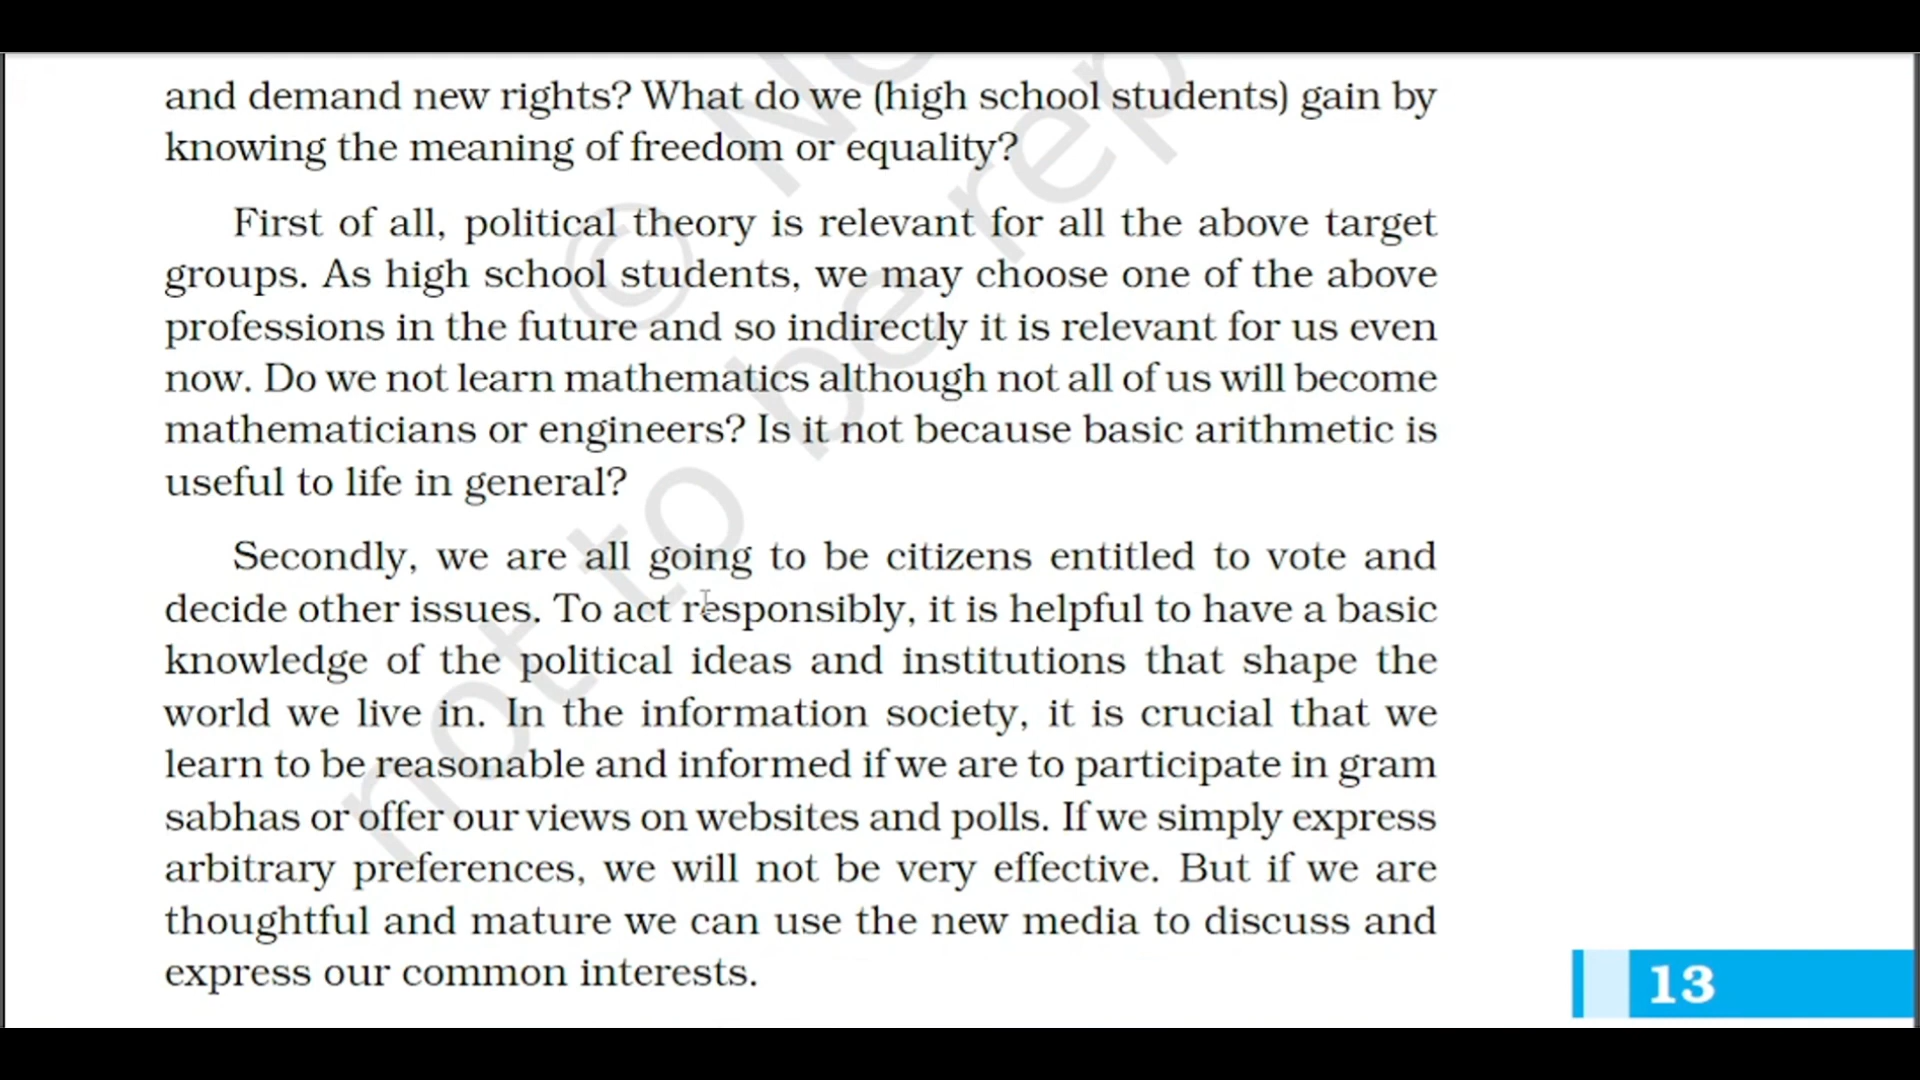 and demand new rights? What do we (high school students) gain by
knowing the meaning of freedom or equality?
First of all, political theory is relevant for all the above target
groups. As high school students, we may choose one of the above
professions in the future and so indirectly it is relevant for us even
now. Do we not learn mathematics although not all of us will become
mathematicians or engineers? Is it not because basic arithmetic is
useful to life in general?
Secondly, we are all going to be citizens entitled to vote and
decide other issues. To act responsibly, it is helpful to have a basic
knowledge of the political ideas and institutions that shape the
world we live in. In the information society, it is crucial that we
learn to be reasonable and informed if we are to participate in gram
sabhas or offer our views on websites and polls. If we simply express
arbitrary preferences, we will not be very effective. But if we are
thoughtful and mature we can use the new media to discuss and
express our common interests.
13
©
not to be